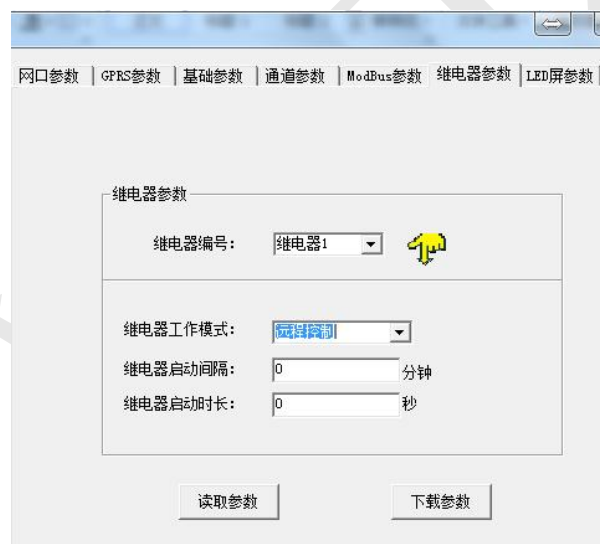 网口参数 GPRS参数 基础参数 通道参数 ModBus参数 继电器参数 LED屏参数
继电器参数
继电器编号： 继电器1
继电器工作模式： 远程控制
继电器启动间隔： 0 分钟
继电器启动时长： 0 秒
读取参数 下载参数